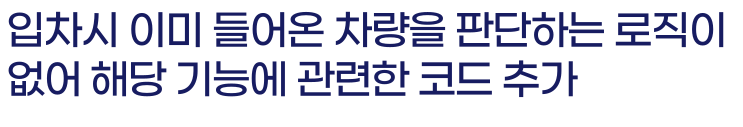 입차시 이미 들어온 차량을 판단하는 로직이
없어 해당 기능에 관련한 코드 추가